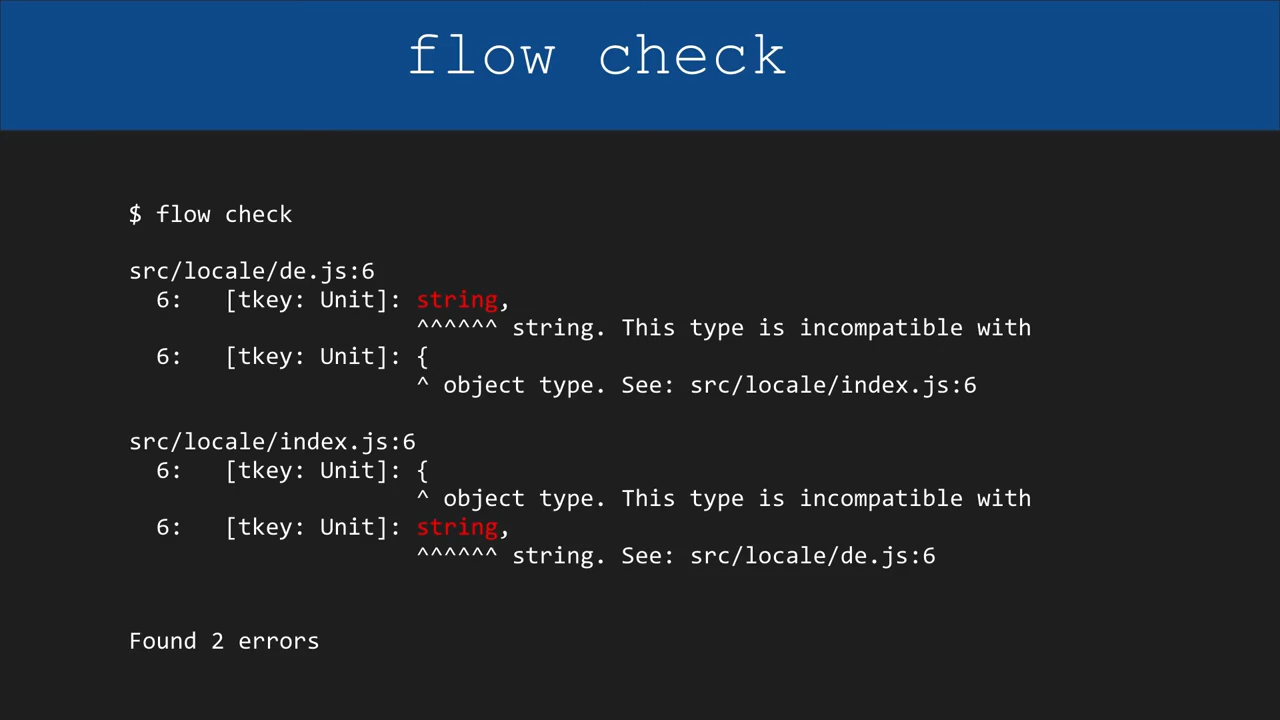 flow check
$ flow check
src/locale/de.js:6
6: [tkey: Unit]: string,
^^^^^^ string. This type is incompatible with
6: [tkey: Unit]: {
^ object type. See: src/locale/index.js:6
src/locale/index.js:6
6: [tkey: Unit]: {
^ object type. This type is incompatible with
6: [tkey: Unit]: string,
^^^^^^ string. See: src/locale/de.js:6
Found 2 errors